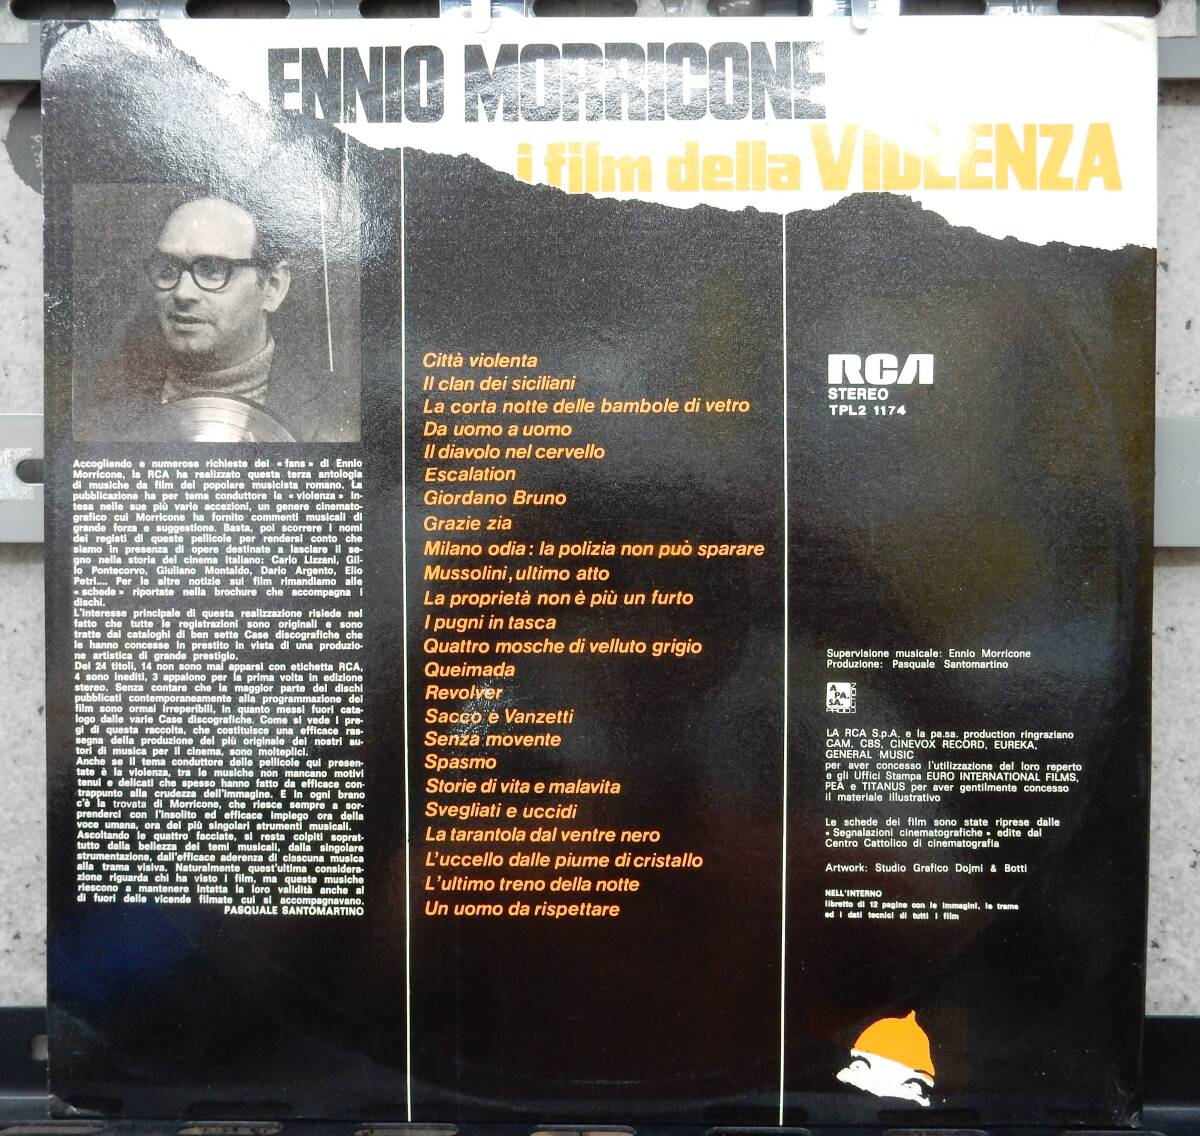 ENNIO MORRICONE
i film della VIOLENZA
Accogliendo e numerose richieste dei « fans » di Ennio
Morricone, la RCA ha realizzato questa terza antologia
di musiche da film del popolare musicista romano. La
pubblicazione ha per tema conduttore la « violenza » in-
tesa nelle sue più varie accezioni, un genere cinemato-
grafico cui Morricone ha fornito commenti musicali di
grande forza e suggestione. Basta, poi scorrere i nomi
dei registi di queste pellicole per rendersi conto che
siamo in presenza di opere destinate a lasciare il se-
gno nella storia del cinema italiano: Carlo Lizzani, Gil-
lo Pontecorvo, Giuliano Montaldo, Dario Argento, Elio
Petri.... Per le altre notizie sui film rimandiamo alle
« schede » riportate nella brochure che accompagna i
dischi.
L'interesse principale di questa realizzazione risiede nel
fatto che tutte le registrazioni sono originali e sono
tratte dai cataloghi di ben sette Case discografiche che
le hanno concesse in prestito in vista di una produzio-
ne artistica di grande prestigio.
Dei 24 titoli, 14 non sono mai apparsi con etichetta RCA,
4 sono inediti, 3 appaiono per la prima volta in edizione
stereo. Senza contare che la maggior parte dei dischi
pubblicati contemporaneamente alla programmazione dei
film sono ormai irreperibili, in quanto messi fuori cata-
logo dalle varie Case discografiche. Come si vede i pre-
gi di questa raccolta, che costituisce una efficace ras-
segna della produzione del più originale dei nostri au-
tori di musica per il cinema, sono molteplici.
Anche se il tema conduttore delle pellicole qui presen-
tate è la violenza, tra le musiche non mancano motivi
tenui e delicati che spesso hanno fatto da efficace con-
trappunto alla crudezza dell'immagine. E in ogni brano
c'è la trovata di Morricone, che riesce sempre a sor-
prenderci con l'insolito ed efficace impiego ora della
voce umana, ora dei più singolari strumenti musicali.
Ascoltando le quattro facciate, si resta colpiti soprat-
tutto dalla bellezza dei temi musicali, dalla singolare
strumentazione, dall'efficace aderenza di ciascuna musica
alla trama visiva. Naturalmente quest'ultima considera-
zione riguarda chi ha visto i film, ma queste musiche
riescono a mantenere intatta la loro validità anche al
di fuori delle vicende filmate cui si accompagnavano.
PASQUALE SANTOMARTINO
Città violenta
Il clan dei siciliani
La corta notte delle bambole di vetro
Da uomo a uomo
Il diavolo nel cervello
Escalation
Giordano Bruno
Grazie zia
Milano odia: la polizia non può sparare
Mussolini, ultimo atto
La proprietà non è più un furto
I pugni in tasca
Quattro mosche di velluto grigio
Queimada
Revolver
Sacco e Vanzetti
Senza movente
Spasmo
Storie di vita e malavita
Svegliati e uccidi
La tarantola dal ventre nero
L'uccello dalle piume di cristallo
L'ultimo treno della notte
Un uomo da rispettare
RCA
STEREO
TPL2 1174
Supervisione musicale: Ennio Morricone
Produzione: Pasquale Santomartino
A.
PA.
SA.
LA RCA S.p.A. e la pa.sa. production ringraziano
CAM, CBS, CINEVOX RECORD, EUREKA,
GENERAL MUSIC
per aver concesso l'utilizzazione del loro reperto
e gli Uffici Stampa EURO INTERNATIONAL FILMS,
PEA e TITANUS per aver gentilmente concesso
il materiale illustrativo
Le schede dei film sono state riprese dalle
« Segnalazioni cinematografiche » edite dal
Centro Cattolico di cinematografia
Artwork: Studio Grafico Dojmi & Botti
NELL'INTERNO
libretto di 12 pagine con le immagini, le trame
ed i dati tecnici di tutti i film